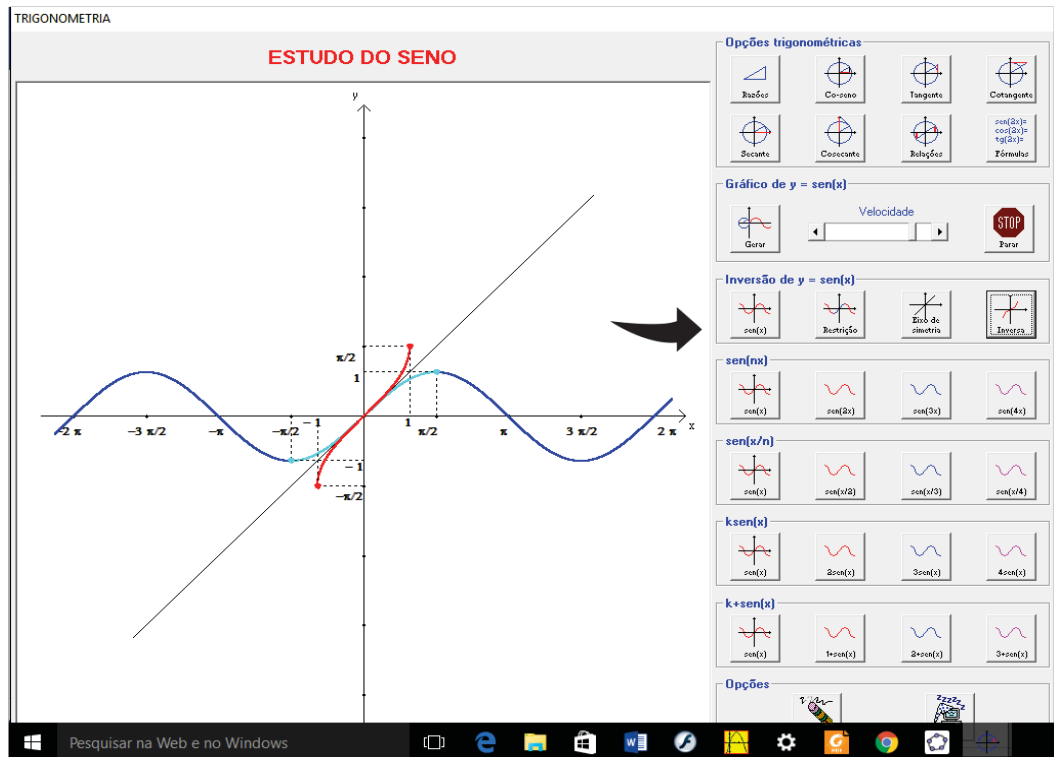 TRIGONOMETRIA
ESTUDO DO SENO
y
π/2
1
-2 π
-3 π/2
-π
-π/2
-1
1
π/2
π
3 π/2
2 π
x
-1
-π/2
Opções trigonométricas
Razões
Co-seno
Tangente
Cotangente
sen(2x)=
cos(2x)=
tg(2x)=
Secante
Cosecante
Relações
Fórmulas
Gráfico de y = sen(x)
Velocidade
STOP
Gerar
Parar
Inversão de y = sen(x)
sen(x)
Restrição
Eixo de
simetria
Inversa
sen(nx)
sen(x)
sen(2x)
sen(3x)
sen(4x)
sen(x/n)
sen(x)
sen(x/2)
sen(x/3)
sen(x/4)
ksen(x)
sen(x)
2sen(x)
3sen(x)
4sen(x)
k+sen(x)
sen(x)
1+sen(x)
2+sen(x)
3+sen(x)
Opções
zzzzz
Pesquisar na Web e no Windows